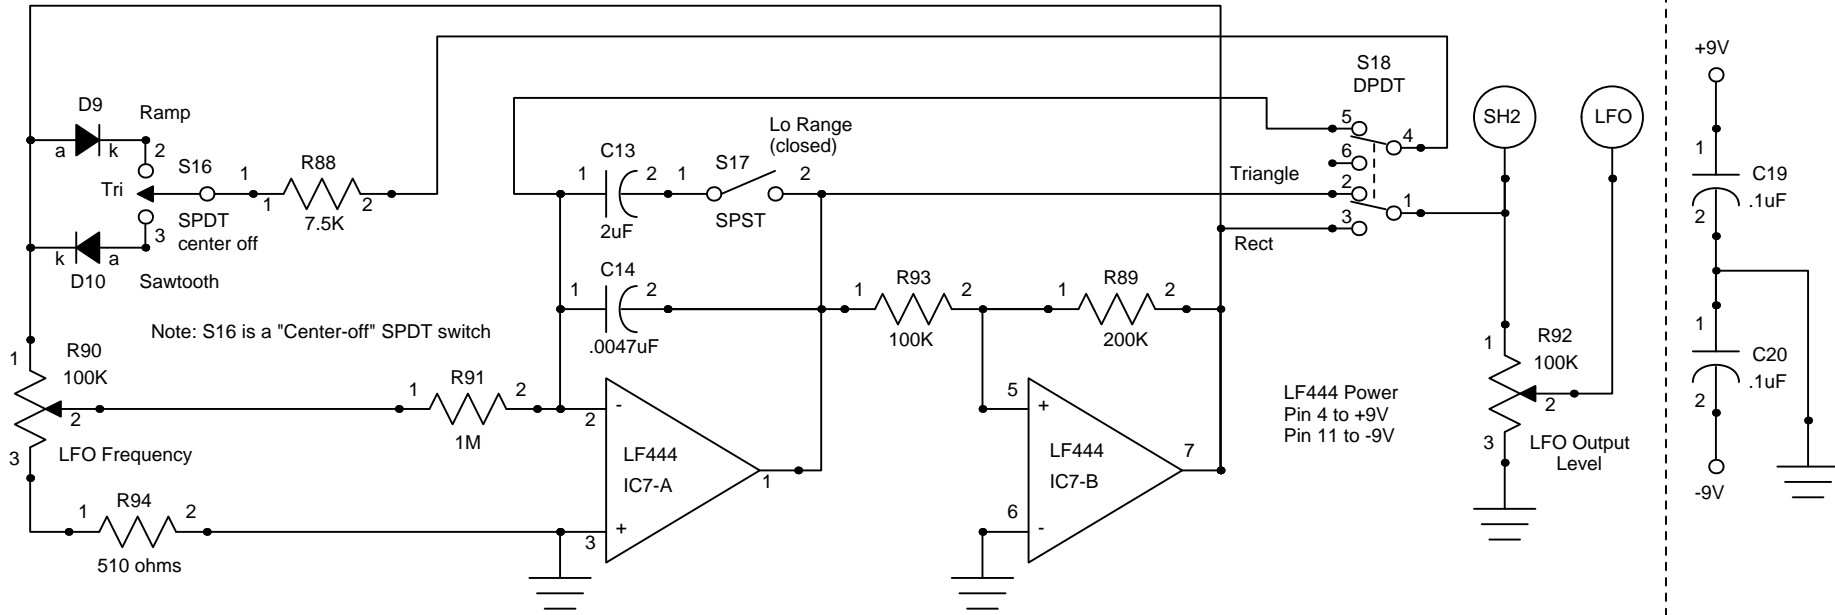 D9
a
k
Ramp
2
Tri
S16
SPDT
center off
3
k
a
D10
Sawtooth
1
1
R88
7.5K
2
Note: S16 is a "Center-off" SPDT switch
1
R90
100K
2
3
LFO Frequency
1
R94
2
510 ohms
1
R91
2
1M
1
C13
2
2uF
1
S17
SPST
2
Lo Range
(closed)
1
C14
2
.0047uF
-
2
LF444
IC7-A
+
3
1
1
R93
2
100K
1
R89
2
200K
5
+
LF444
IC7-B
6
-
7
S18
DPDT
5
4
6
Triangle
2
1
3
Rect
SH2
LFO
1
R92
100K
2
3
LFO Output
Level
LF444 Power
Pin 4 to +9V
Pin 11 to -9V
+9V
1
C19
.1uF
2
1
C20
.1uF
2
-9V